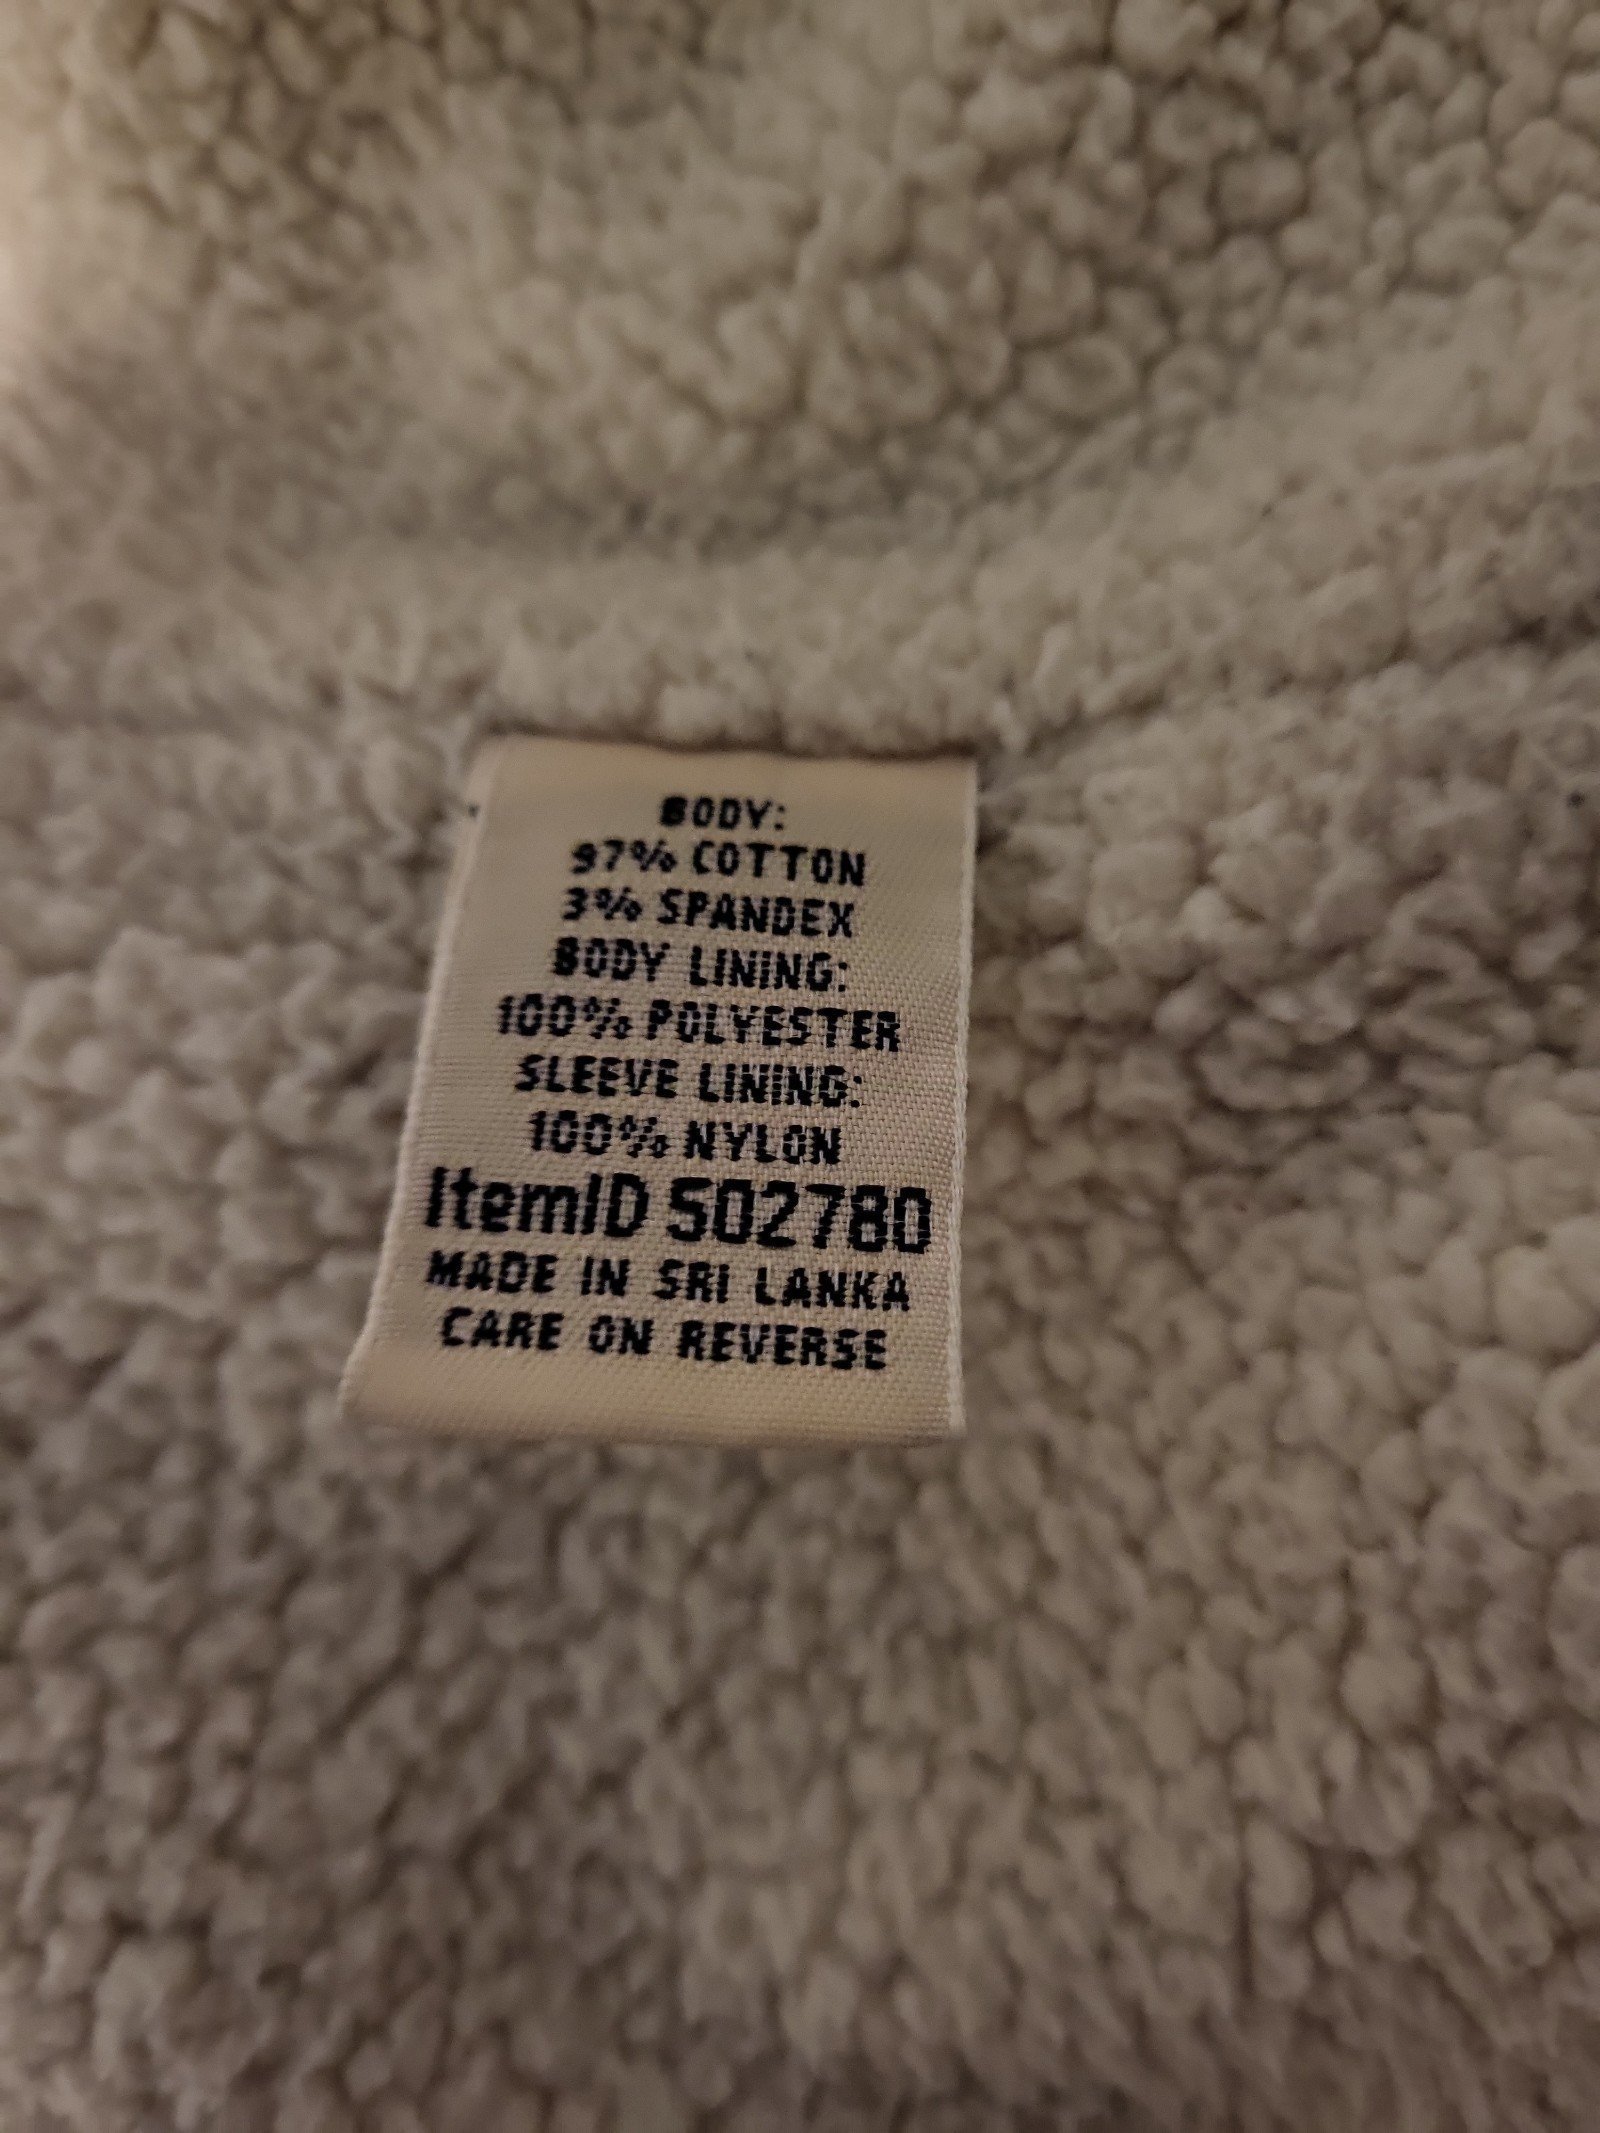 BODY:
97% COTTON
3% SPANDEX
BODY LINING:
100% POLYESTER
SLEEVE LINING:
100% NYLON
ItemID S02780
MADE IN SRI LANKA
CARE ON REVERSE